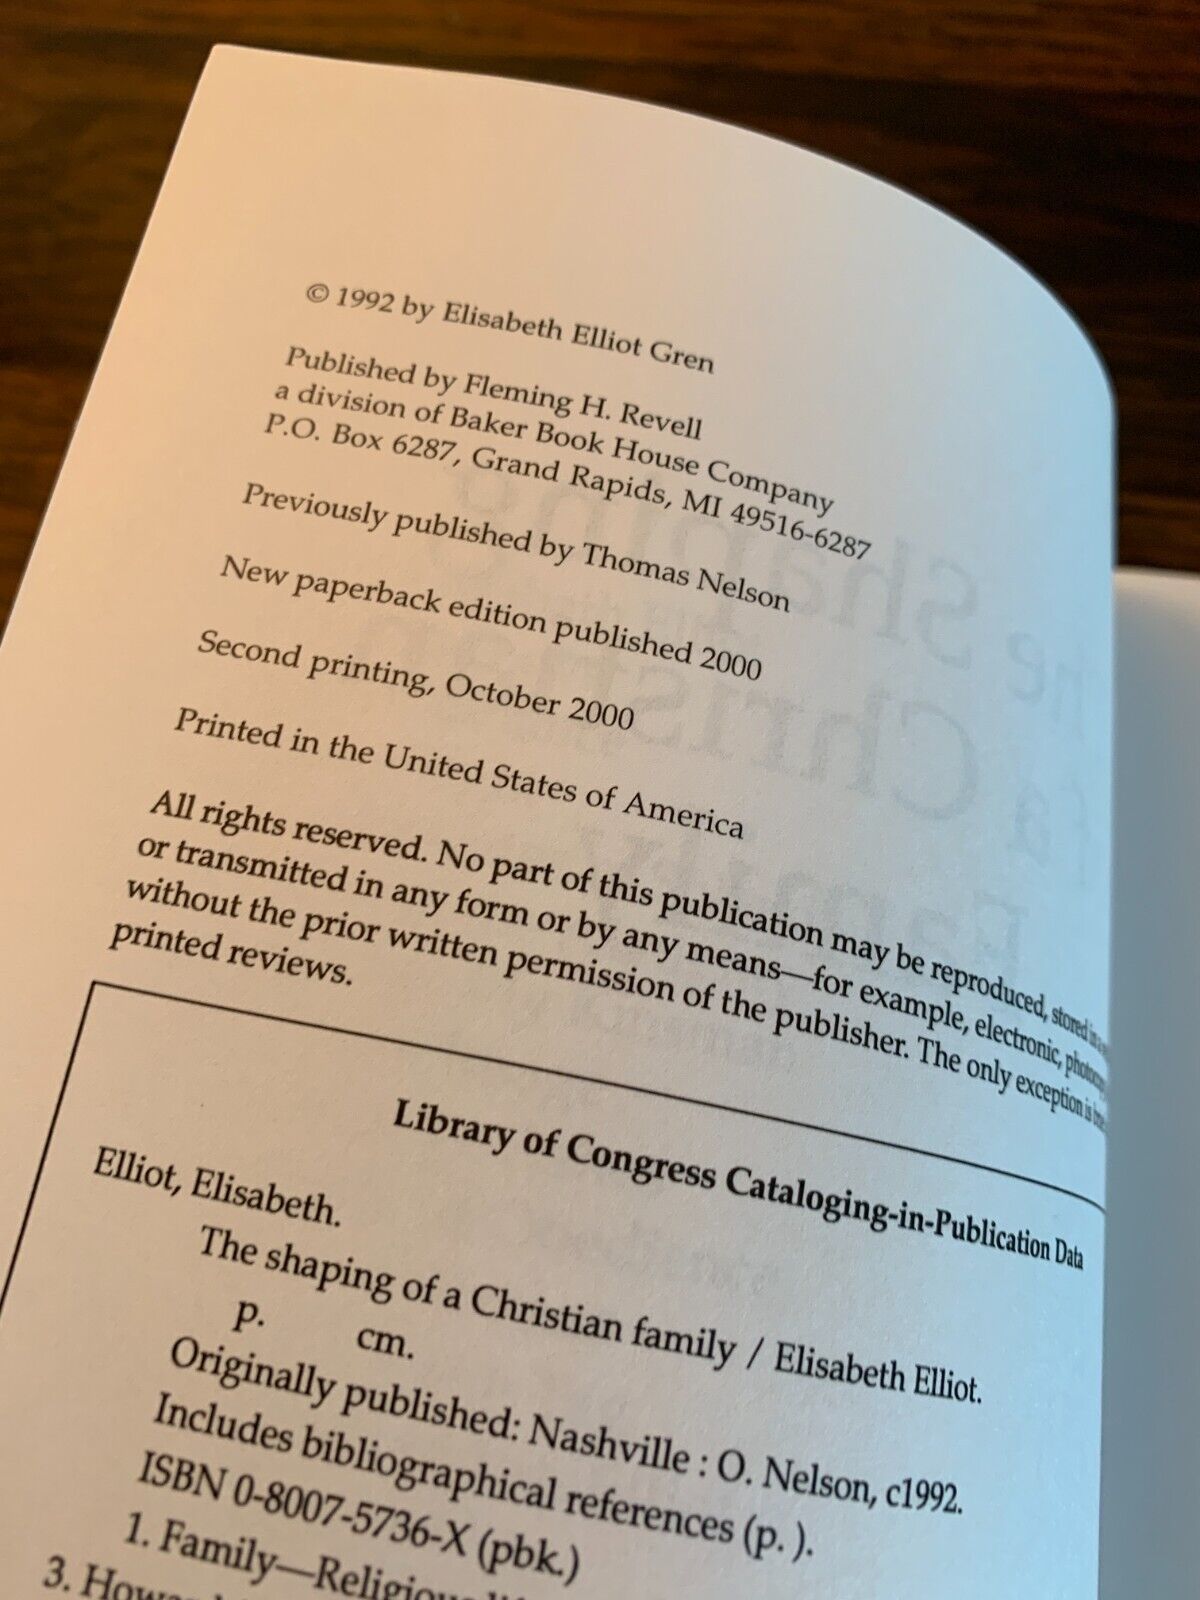 © 1992 by Elisabeth Elliot Gren
Published by Fleming H. Revell
a division of Baker Book House Company
P.O. Box 6287, Grand Rapids, MI 49516-6287
Previously published by Thomas Nelson
New paperback edition published 2000
Second printing, October 2000
Printed in the United States of America
All rights reserved. No part of this publication may be reproduced, stored in a
or transmitted in any form or by any means—for example, electronic,
without the prior written permission of the publisher. The only exception is
printed reviews.
Library of Congress Cataloging-in-Publication Data
Elliot, Elisabeth.
The shaping of a Christian family / Elisabeth Elliot.
p. cm.
Originally published: Nashville : O. Nelson, c1992.
Includes bibliographical references (p. ).
ISBN 0-8007-5736-X (pbk.)
1. Family—Religious
3.